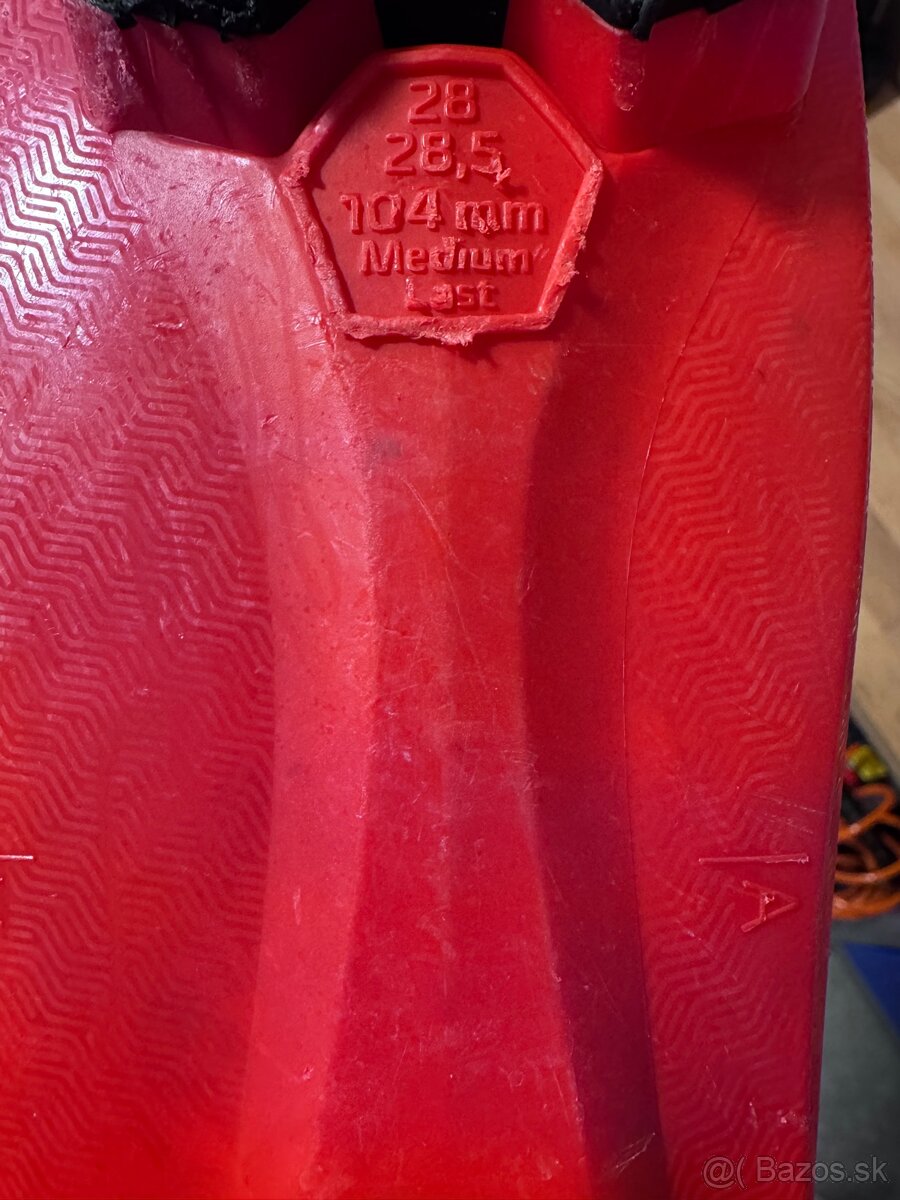 28
28,5
104 mm
Medium
Last
A
@( Bazos.sk